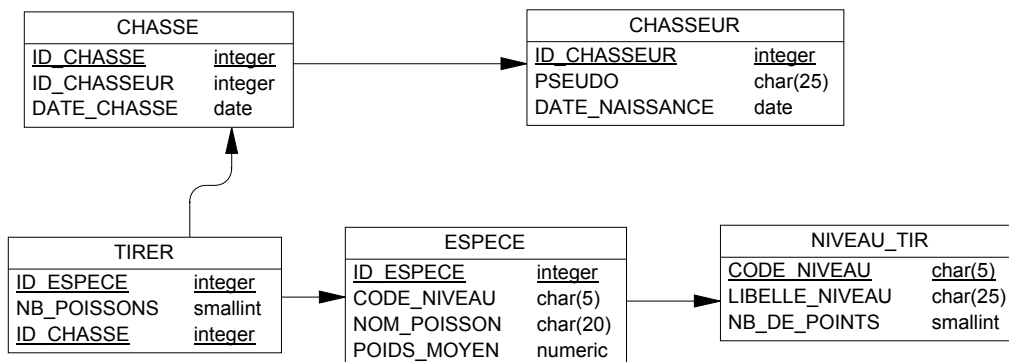 CHASSE
ID_CHASSE integer
ID_CHASSEUR integer
DATE_CHASSE date
CHASSEUR
ID_CHASSEUR integer
PSEUDO char(25)
DATE_NAISSANCE date
TIRER
ID_ESPECE integer
NB_POISSONS smallint
ID_CHASSE integer
ESPECE
ID_ESPECE integer
CODE_NIVEAU char(5)
NOM_POISSON char(20)
POIDS_MOYEN numeric
NIVEAU_TIR
CODE_NIVEAU char(5)
LIBELLE_NIVEAU char(25)
NB_DE_POINTS smallint